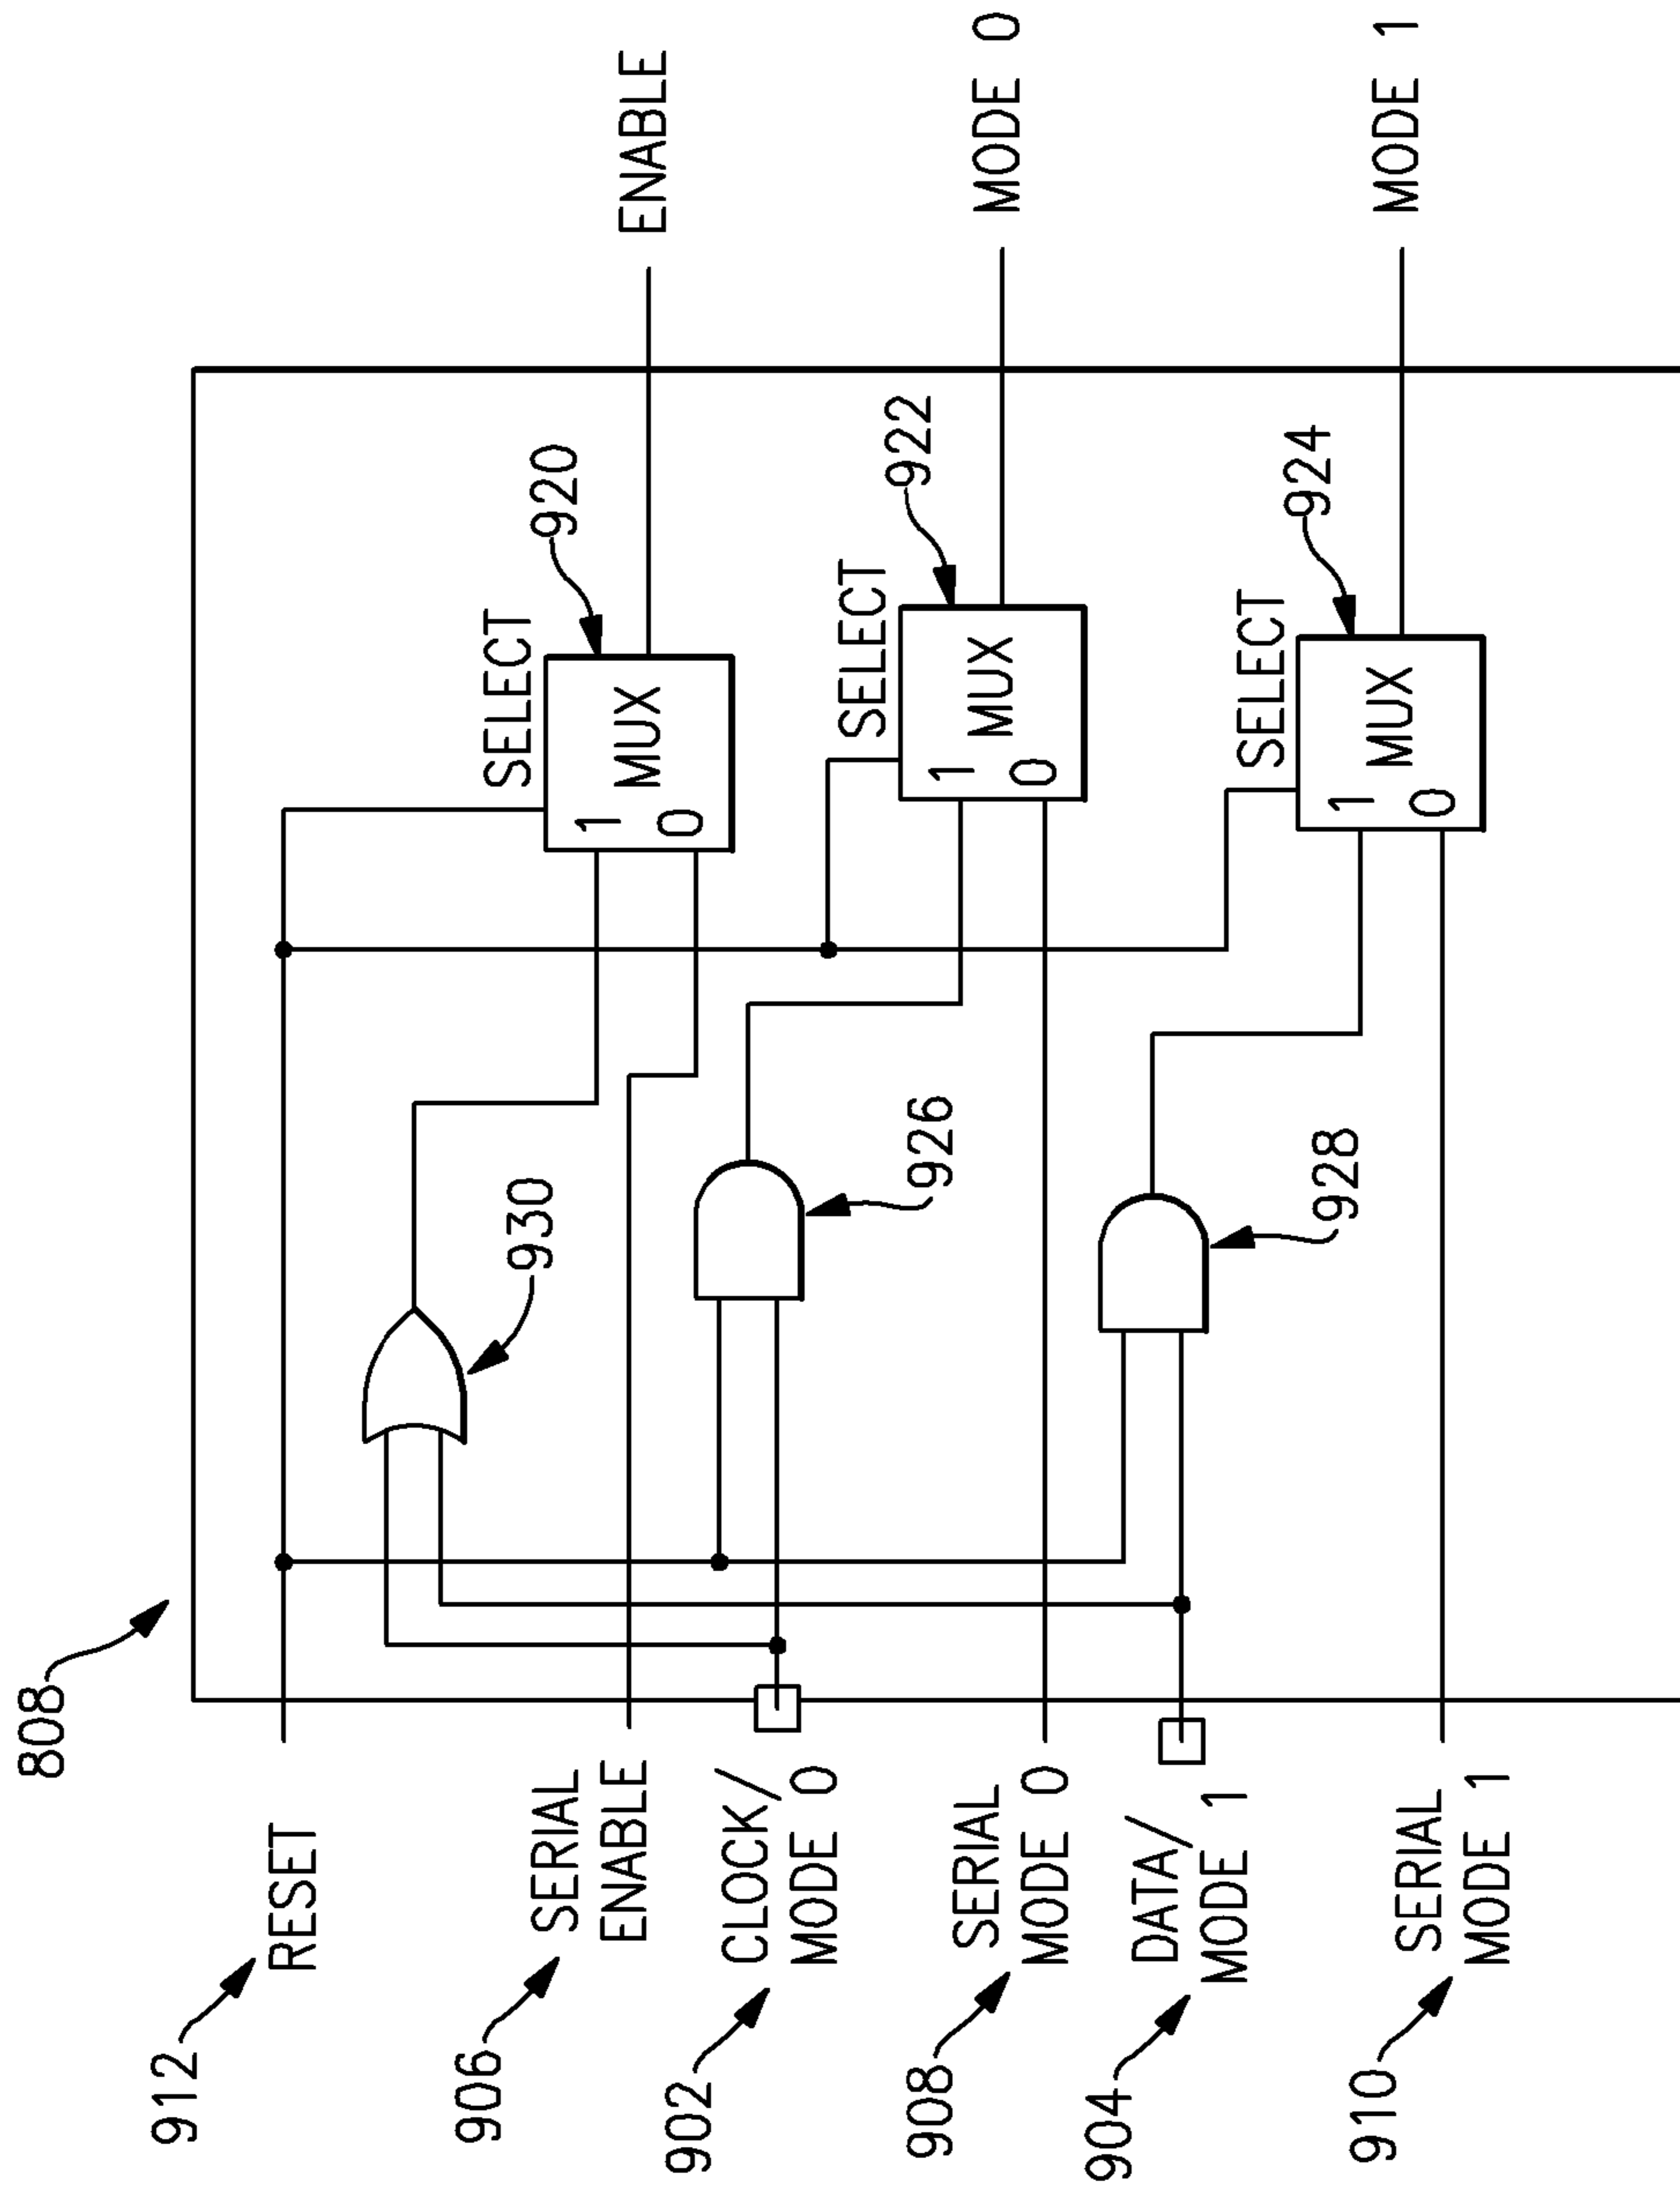 808
912
RESET
906
SERIAL
ENABLE
902
CLOCK/
MODE 0
908
SERIAL
MODE 0
904
DATA/
MODE 1
910
SERIAL
MODE 1
930
926
928
SELECT
920
1
0
MUX
ENABLE
SELECT
922
1
0
MUX
MODE 0
SELECT
924
1
0
MUX
MODE 1